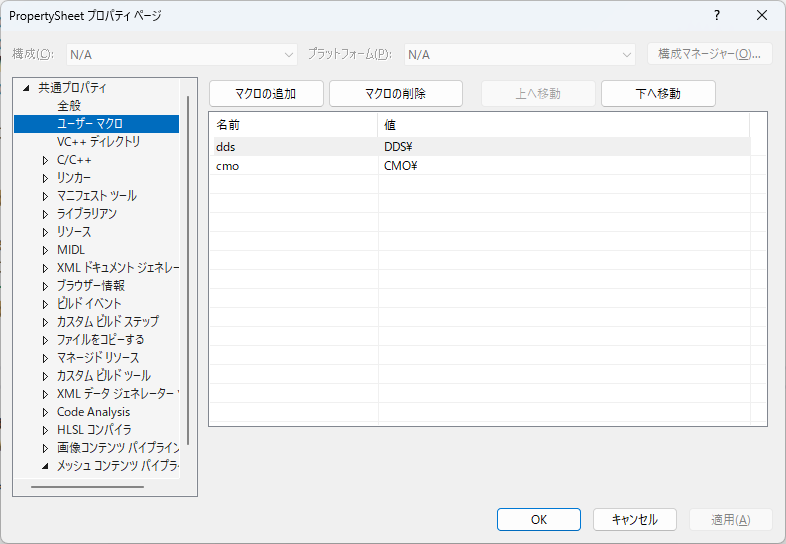 PropertySheet プロパティ ページ
? ×
構成(C): N/A プラットフォーム(P): N/A 構成マネージャー(O)...
共通プロパティ
全般
ユーザー マクロ
VC++ ディレクトリ
C/C++
リンカー
マニフェスト ツール
ライブラリアン
リソース
MIDL
XML ドキュメント ジェネレー
ブラウザー情報
ビルド イベント
カスタム ビルド ステップ
ファイルをコピーする
マネージド リソース
カスタム ビルド ツール
XML データ ジェネレーター
Code Analysis
HLSL コンパイラ
画像コンテンツ パイプライン
メッシュ コンテンツ パイプラ
マクロの追加 マクロの削除 上へ移動 下へ移動
名前 値
dds DDS¥
cmo CMO¥
OK キャンセル 適用(A)